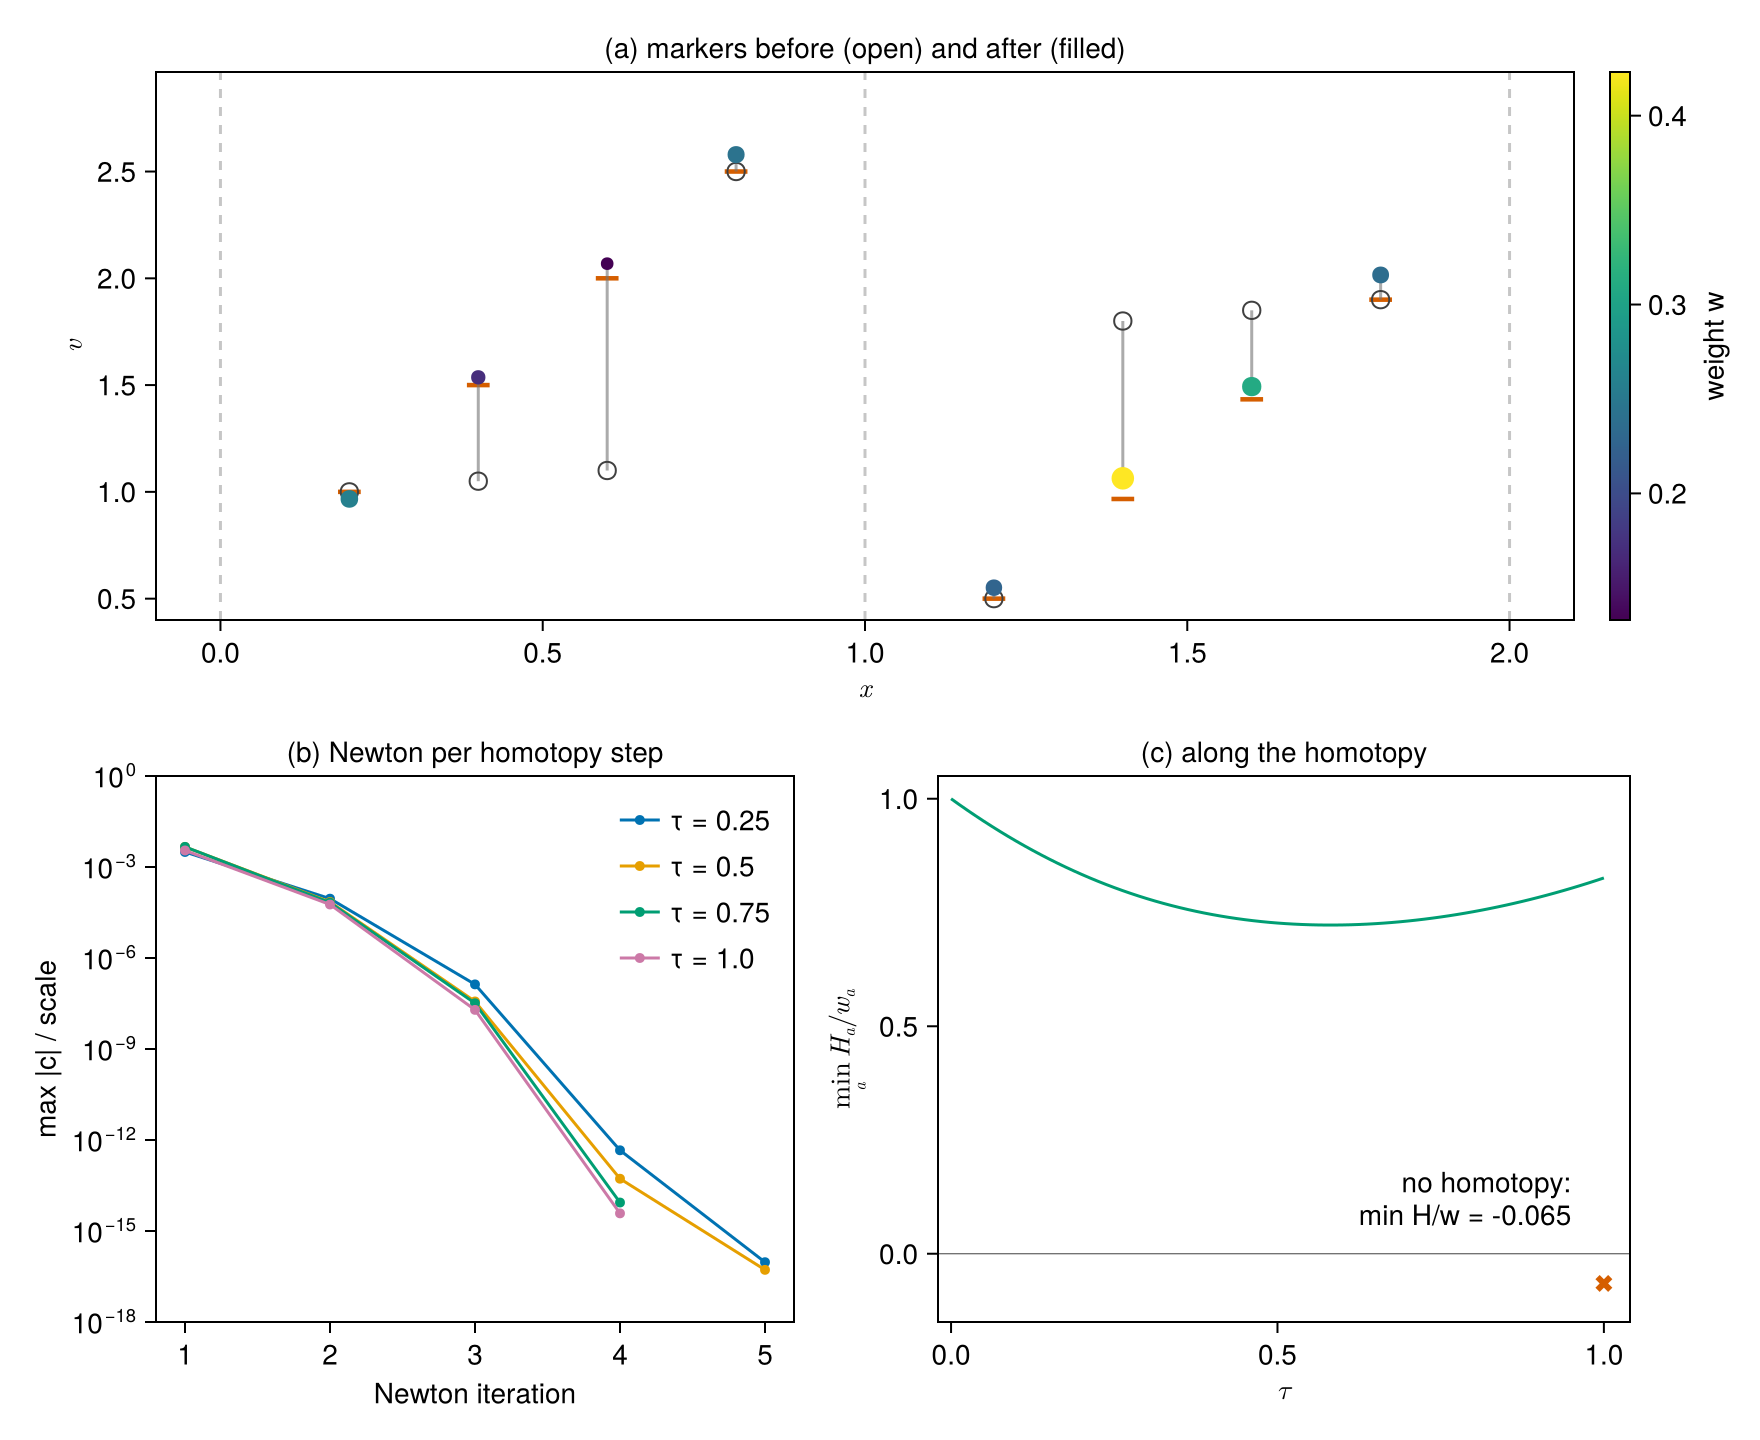 (a) markers before (open) and after (filled)
2.5
2.0
1.5
1.0
0.5
v
0.0 0.5 1.0 1.5 2.0
x
0.4
0.3
0.2
weight w
(b) Newton per homotopy step
10⁰
10⁻³
10⁻⁶
10⁻⁹
10⁻¹²
10⁻¹⁵
10⁻¹⁸
max |c| / scale
τ = 0.25
τ = 0.5
τ = 0.75
τ = 1.0
1 2 3 4 5
Newton iteration
(c) along the homotopy
1.0
0.5
0.0
min_a H_a/w_a
no homotopy:
min H/w = -0.065
0.0 0.5 1.0
τ